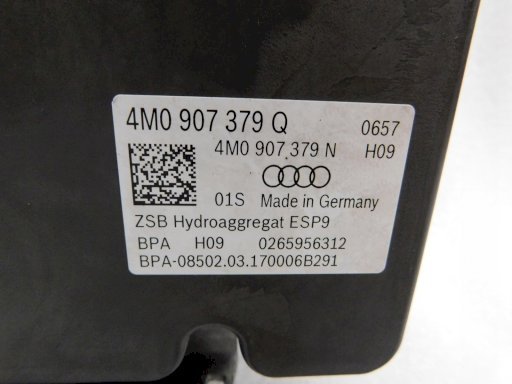 4M0 907 379 Q 0657
4M0 907 379 N H09
01S Made in Germany
ZSB Hydroaggregat ESP9
BPA H09 0265956312
BPA-08502.03.170006B291